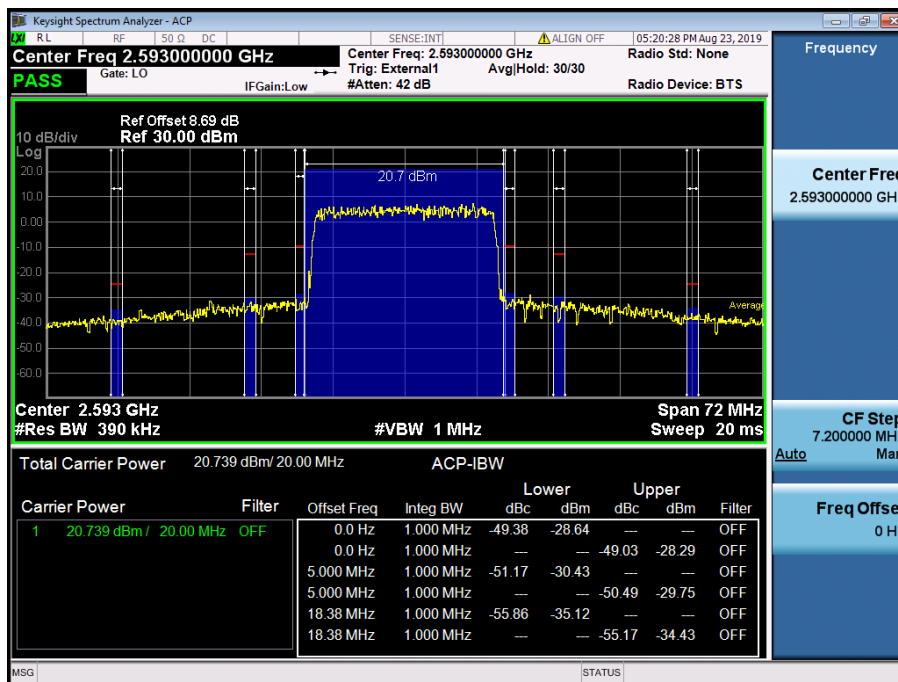 Keysight Spectrum Analyzer - ACP
LXI RL RF 50 Ω DC SENSE:INT ALIGN OFF 05:20:28 PM Aug 23, 2019
Center Freq 2.593000000 GHz Center Freq: 2.593000000 GHz Radio Std: None
Gate: LO Trig: External1 Avg|Hold: 30/30
PASS IFGain:Low #Atten: 42 dB Radio Device: BTS
Ref Offset 8.69 dB
10 dB/div Ref 30.00 dBm
Log
20.0
10.0
0.00
-10.0
-20.0
-30.0
-40.0
-50.0
-60.0
20.7 dBm
Average
Center 2.593 GHz Span 72 MHz
#Res BW 390 kHz #VBW 1 MHz Sweep 20 ms
Total Carrier Power 20.739 dBm/ 20.00 MHz ACP-IBW
Lower Upper
Carrier Power Filter Offset Freq Integ BW dBc dBm dBc dBm Filter
1 20.739 dBm / 20.00 MHz OFF 0.0 Hz 1.000 MHz -49.38 -28.64 --- --- OFF
0.0 Hz 1.000 MHz --- --- -49.03 -28.29 OFF
5.000 MHz 1.000 MHz -51.17 -30.43 --- --- OFF
5.000 MHz 1.000 MHz --- --- -50.49 -29.75 OFF
18.38 MHz 1.000 MHz -55.86 -35.12 --- --- OFF
18.38 MHz 1.000 MHz --- --- -55.17 -34.43 OFF
MSG STATUS
Frequency
Center Freq
2.593000000 GH
CF Step
7.200000 MH
Auto Ma
Freq Offse
0 H